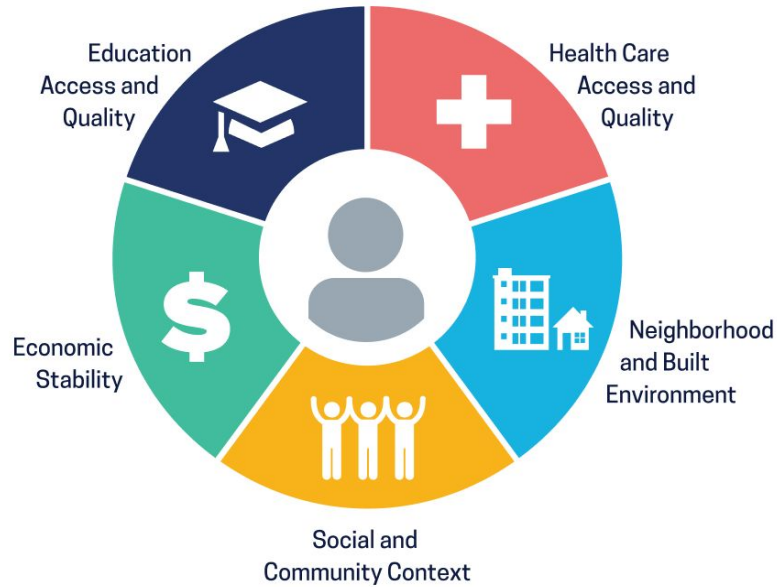 Education
Access and
Quality
Health Care
Access and
Quality
Economic
Stability
Neighborhood
and Built
Environment
Social and
Community Context